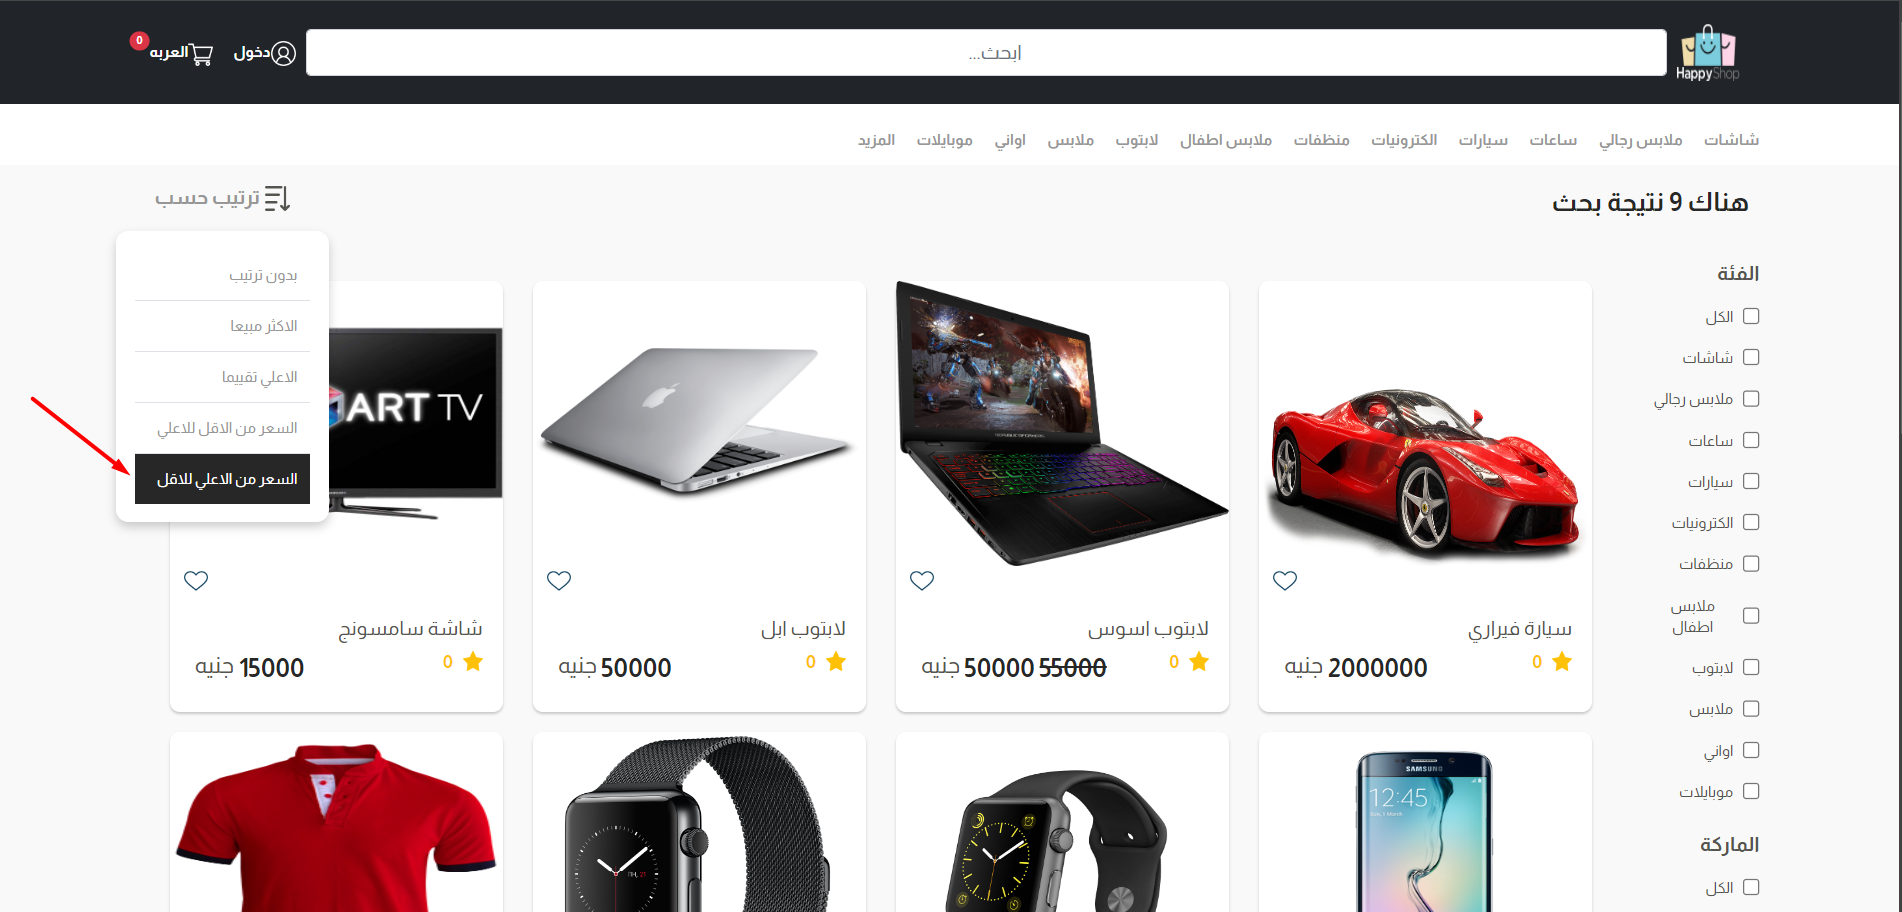 HappyShop
ابحث...
دخول
العربه
0
شاشات
ملابس رجالي
ساعات
سيارات
الكترونيات
منظفات
ملابس اطفال
لابتوب
ملابس
اواني
موبايلات
المزيد
هناك 9 نتيجة بحث
ترتيب حسب
بدون ترتيب
الاكثر مبيعا
الاعلي تقييما
السعر من الاقل للاعلي
السعر من الاعلي للاقل
الفئة
الكل
شاشات
ملابس رجالي
ساعات
سيارات
الكترونيات
منظفات
ملابس
اطفال
لابتوب
ملابس
اواني
موبايلات
الماركة
الكل
سيارة فيراري
0
2000000 جنيه
REPUBLIC OF GAMERS
لابتوب اسوس
0
55000 50000 جنيه
لابتوب ابل
0
50000 جنيه
ART TV
شاشة سامسونج
0
15000 جنيه
SAMSUNG
12:45